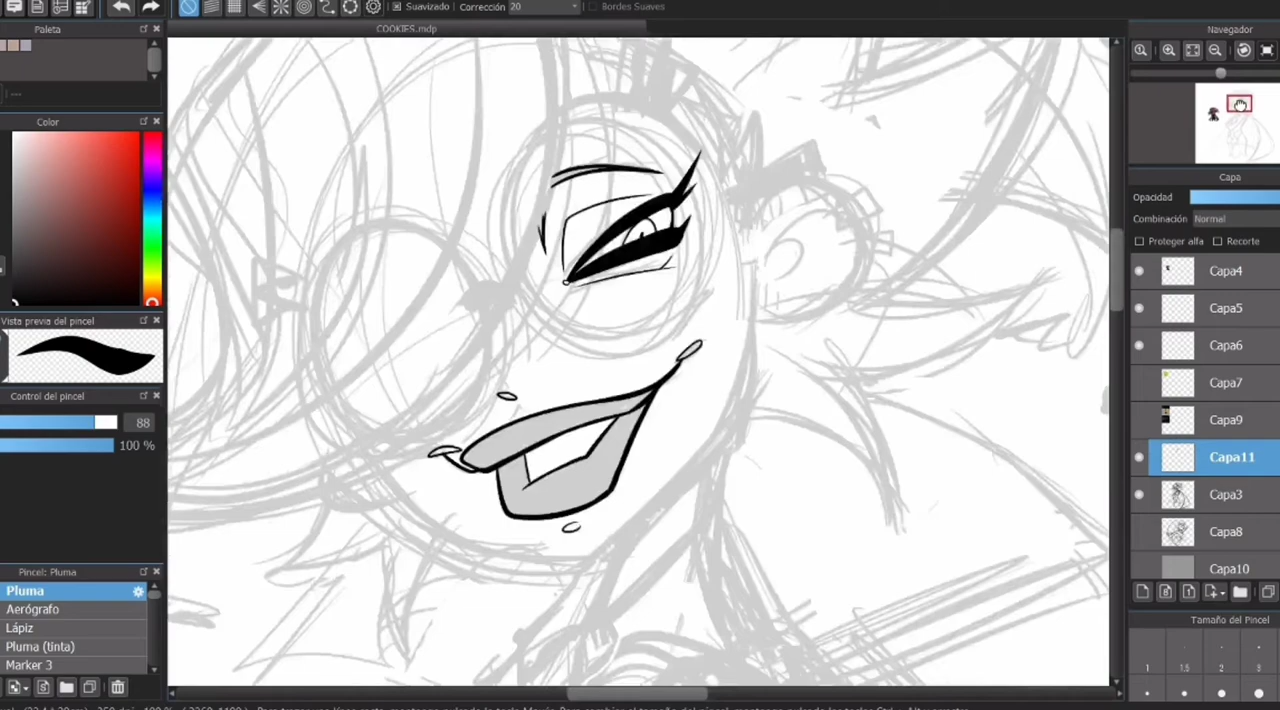 Suavizado Corrección 20 Bordes Suaves
COOKIES.mdp
Paleta
---
Color
Vista previa del pincel
Control del pincel
88
100 %
Pincel: Pluma
Pluma
Aerógrafo
Lápiz
Pluma (tinta)
Marker 3
Navegador
Capa
Opacidad
Combinación Normal
Proteger alfa Recorte
Capa4
Capa5
Capa6
Capa7
Capa9
Capa11
Capa3
Capa8
Capa10
Tamaño del Pincel
1 1.5 2 3